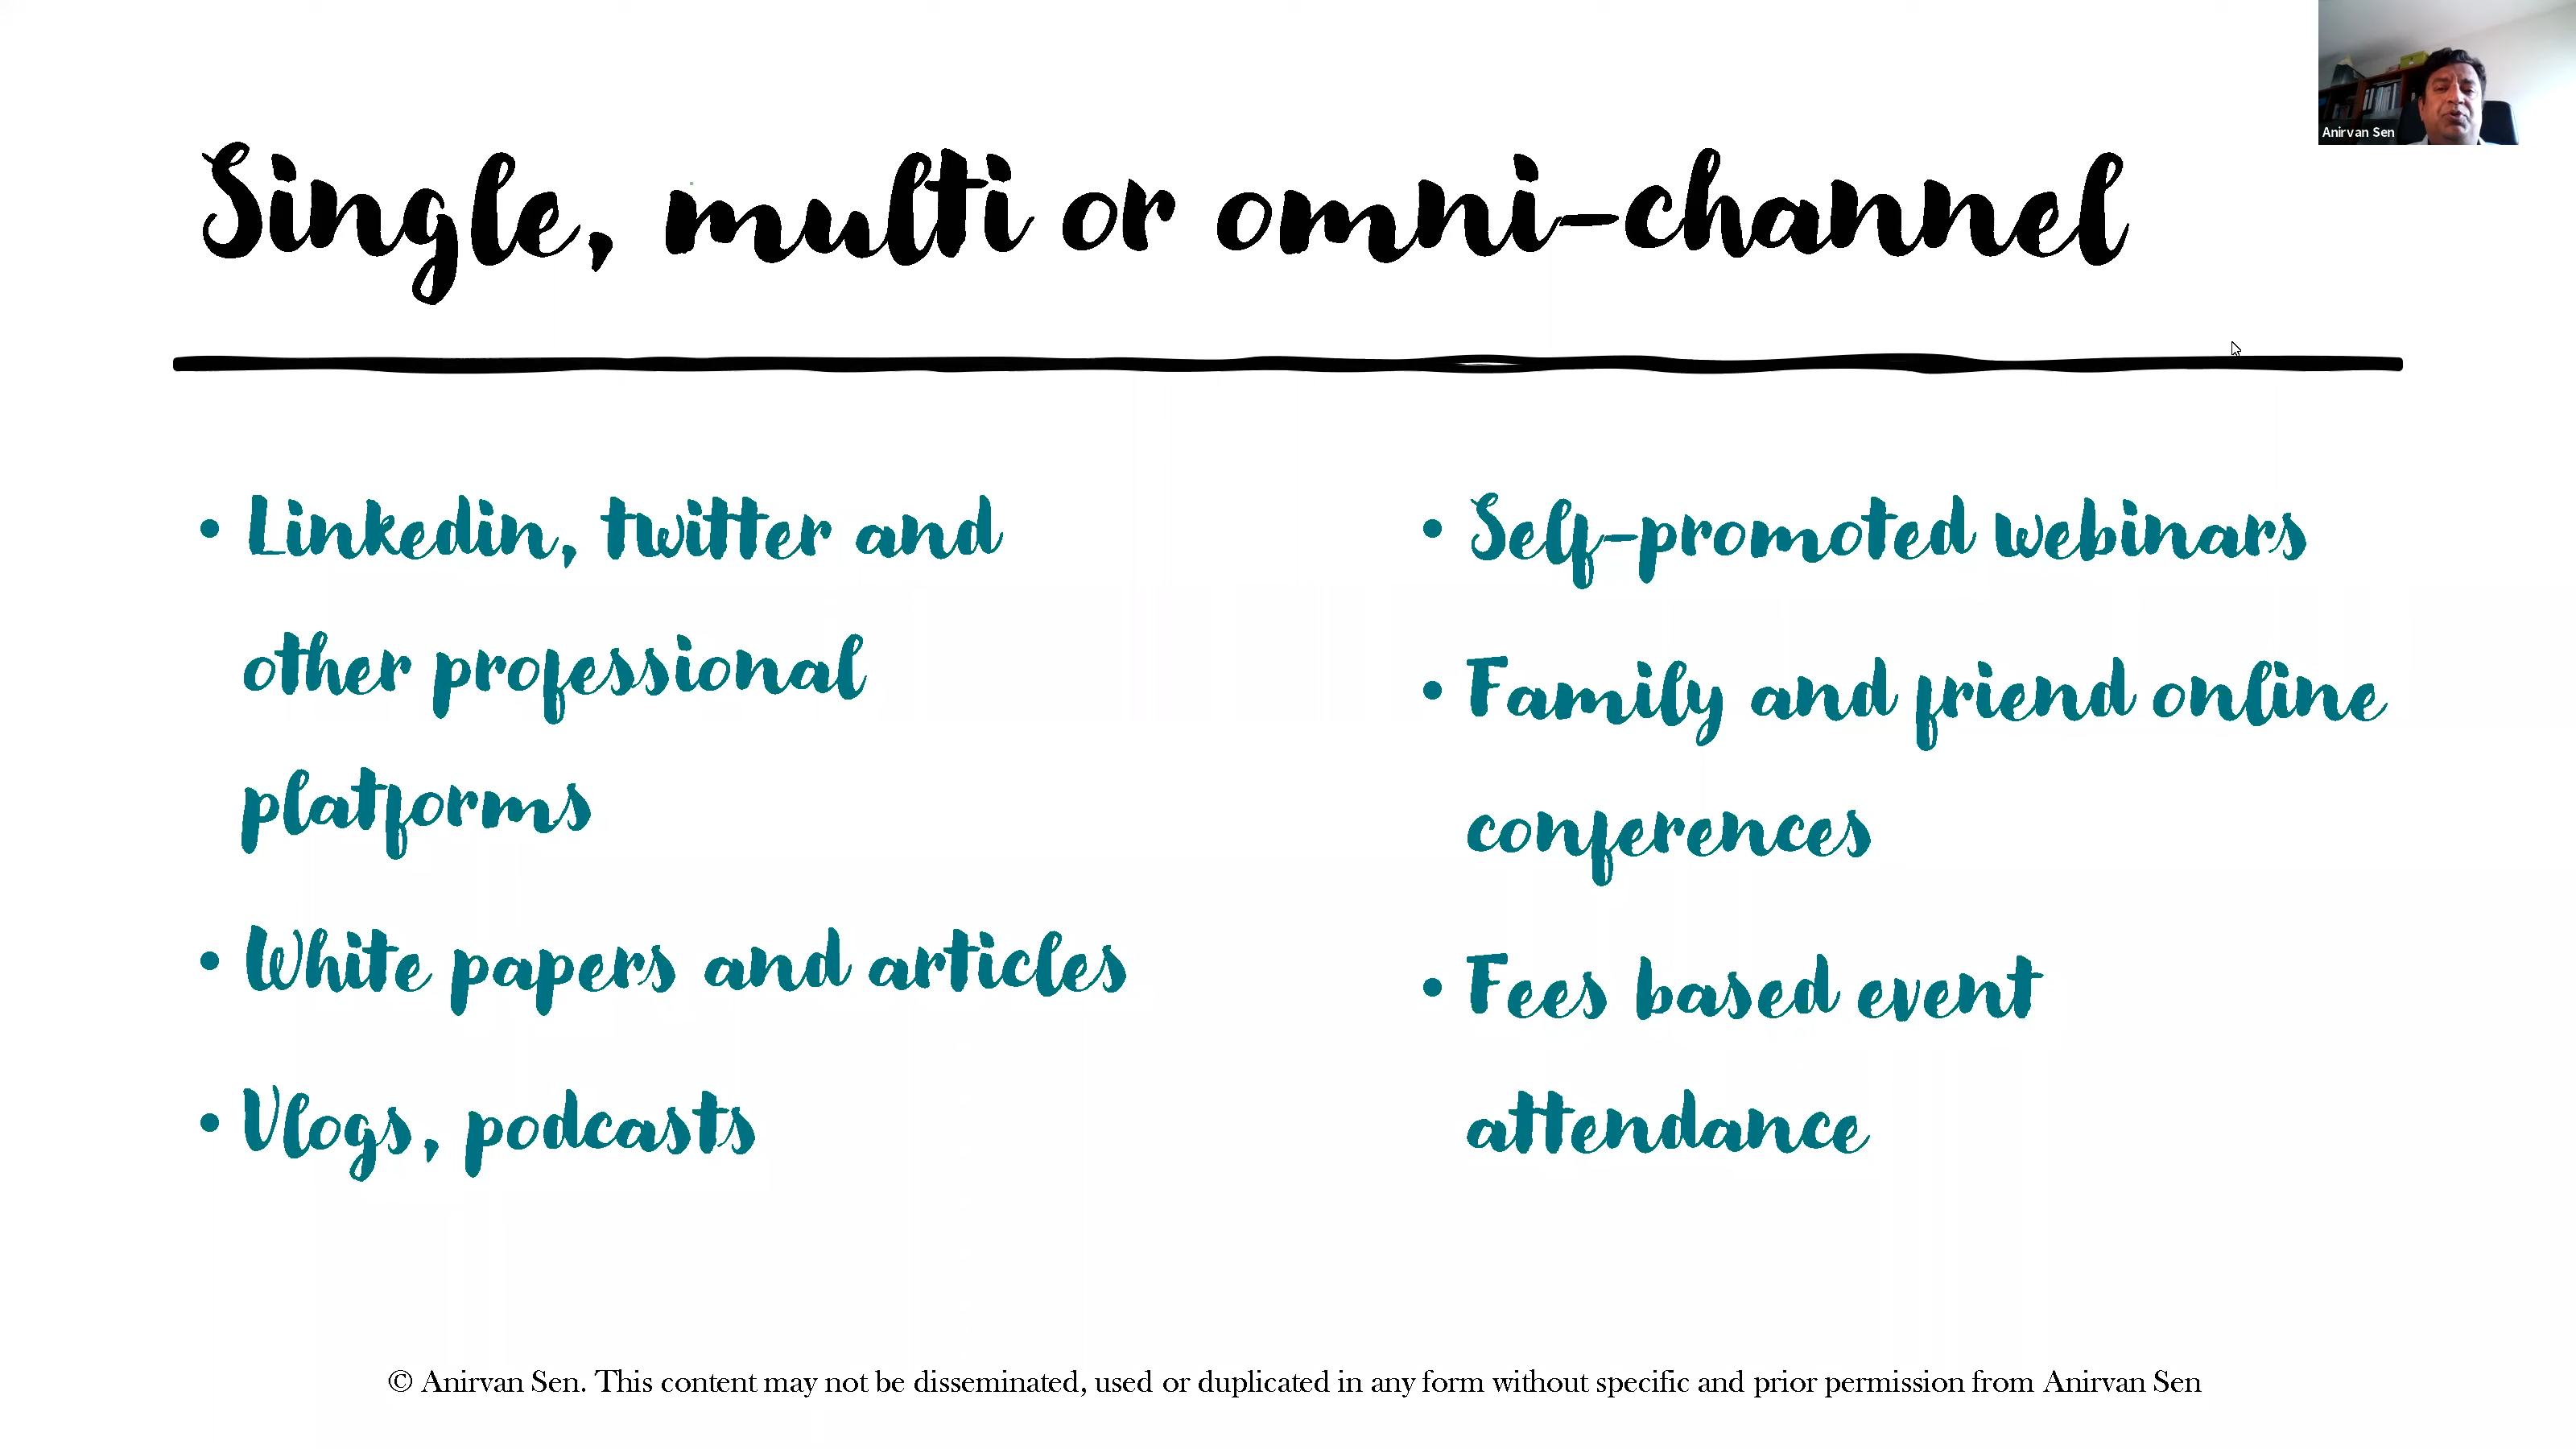 Anirvan Sen
Single, multi or omni-channel
• Linkedin, twitter and
other professional
platforms
• White papers and articles
• Vlogs, podcasts
• Self-promoted webinars
• Family and friend online
conferences
• Fees based event
attendance
© Anirvan Sen. This content may not be disseminated, used or duplicated in any form without specific and prior permission from Anirvan Sen